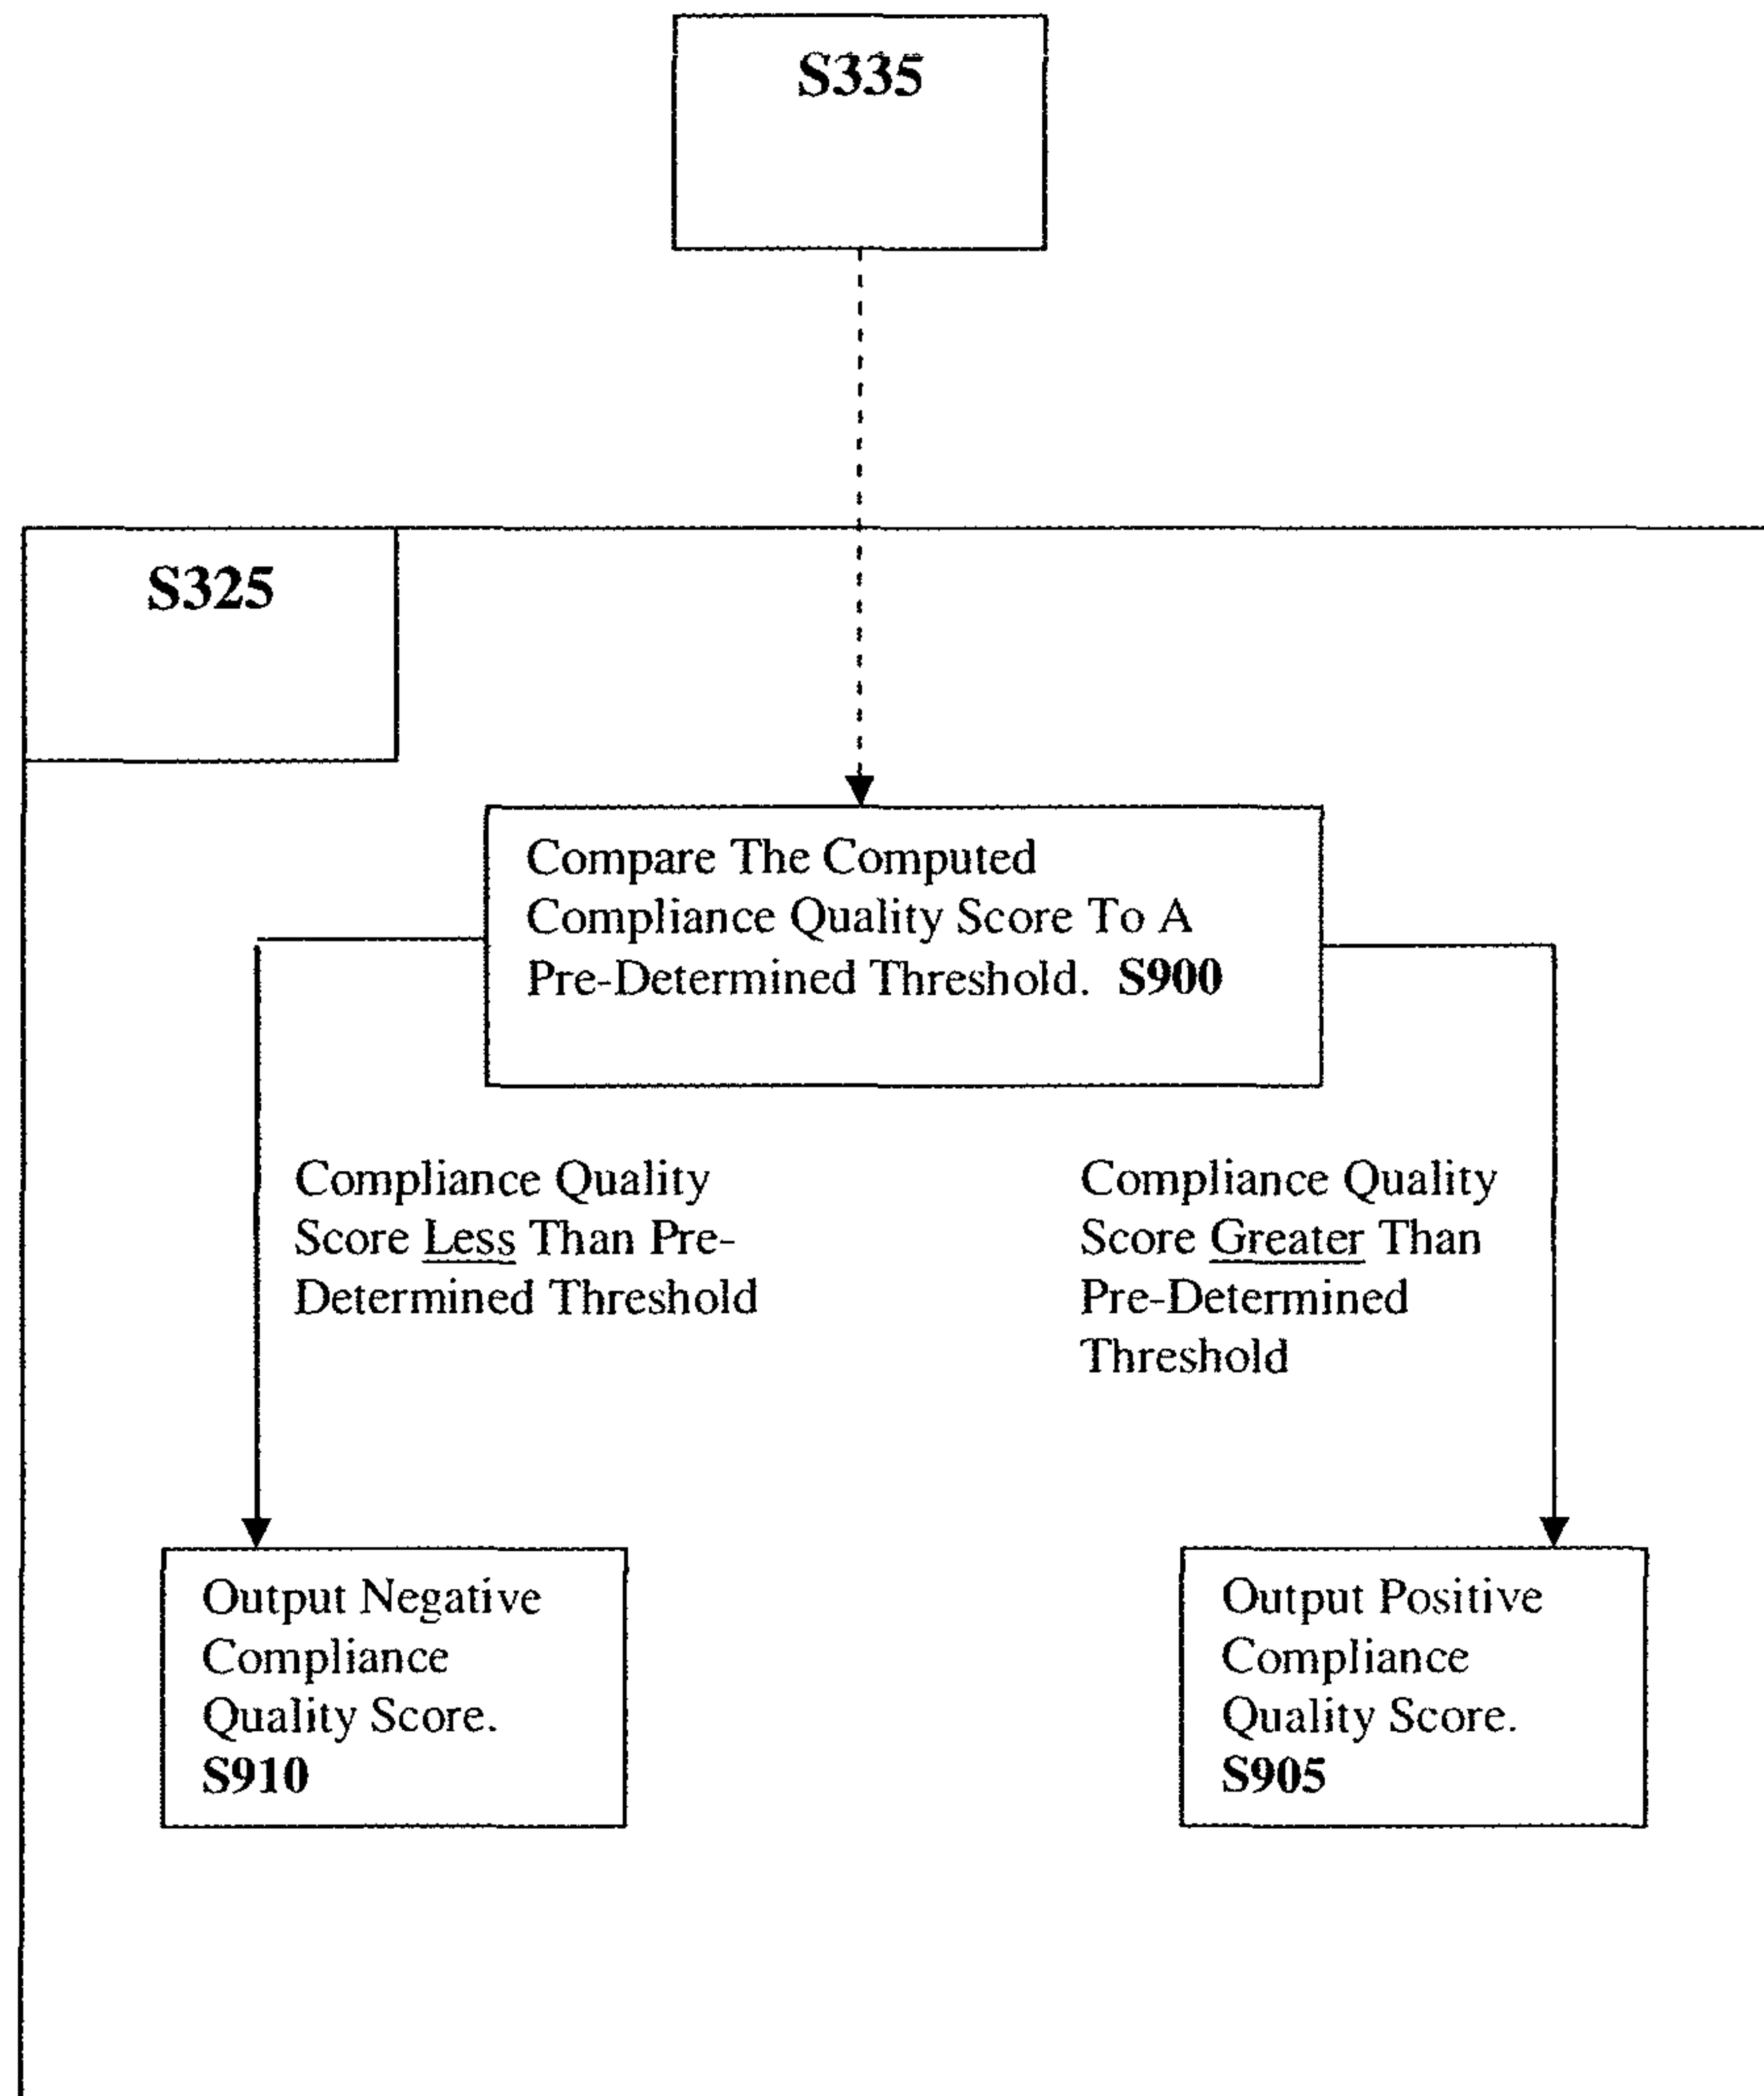 S335
S325
Compare The Computed
Compliance Quality Score To A
Pre-Determined Threshold. S900
Compliance Quality
Score Less Than Pre-
Determined Threshold
Compliance Quality
Score Greater Than
Pre-Determined
Threshold
Output Negative
Compliance
Quality Score.
S910
Output Positive
Compliance
Quality Score.
S905